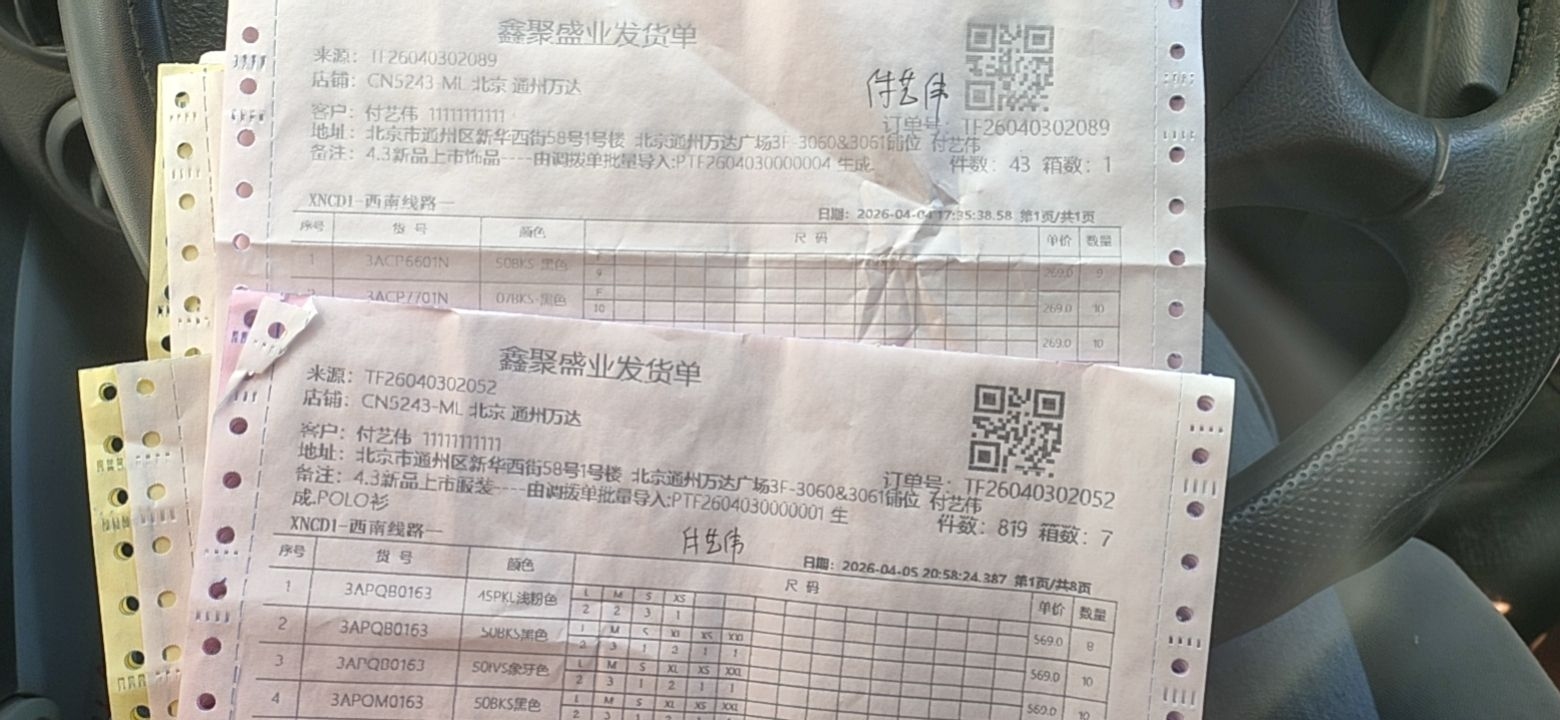 鑫聚盛业发货单
来源：TF26040302089
店铺：CN5243-ML 北京 通州万达
付艺伟
订单号：TF26040302089
客户：付艺伟 11111111111
地址：北京市通州区新华西街58号1号楼 北京通州万达广场3F-3060&3061铺位 付艺伟
备注：4.3新品上市饰品----由调拨单批量导入:PTF2604030000004 生成.
件数：43 箱数：1
XNCD1-西南线路一
日期：2026-04-04 17:35:38.58 第1页/共1页
序号 货号 颜色 尺码 单价 数量
1 3ACP6601N 50BKS-黑色 F 269.0 9
9
2 3ACP7701N 07BKS-黑色 F 269.0 10
10
269.0 10
鑫聚盛业发货单
来源：TF26040302052
店铺：CN5243-ML 北京 通州万达
客户：付艺伟 11111111111
订单号：TF26040302052
地址：北京市通州区新华西街58号1号楼 北京通州万达广场3F-3060&3061铺位 付艺伟
备注：4.3新品上市服装----由调拨单批量导入:PTF2604030000001 生
成.POLO衫
件数：819 箱数：7
XNCD1-西南线路一
付艺伟
日期：2026-04-05 20:58:24.387 第1页/共8页
序号 货号 颜色 尺码 单价 数量
1 3APQB0163 45PKL浅粉色 L M S XS 569.0 8
2 2 3 1
2 3APQB0163 50BKS黑色 L M S XL XS XXL 569.0 10
2 3 1 2 1 1
3 3APQB0163 50IVS象牙色 L M S XL XS XXL 569.0 10
2 3 1 2 1 1
4 3APQM0163 50BKS黑色 L M S XL XS XXL 569.0 10
2 3 1 2 1 1